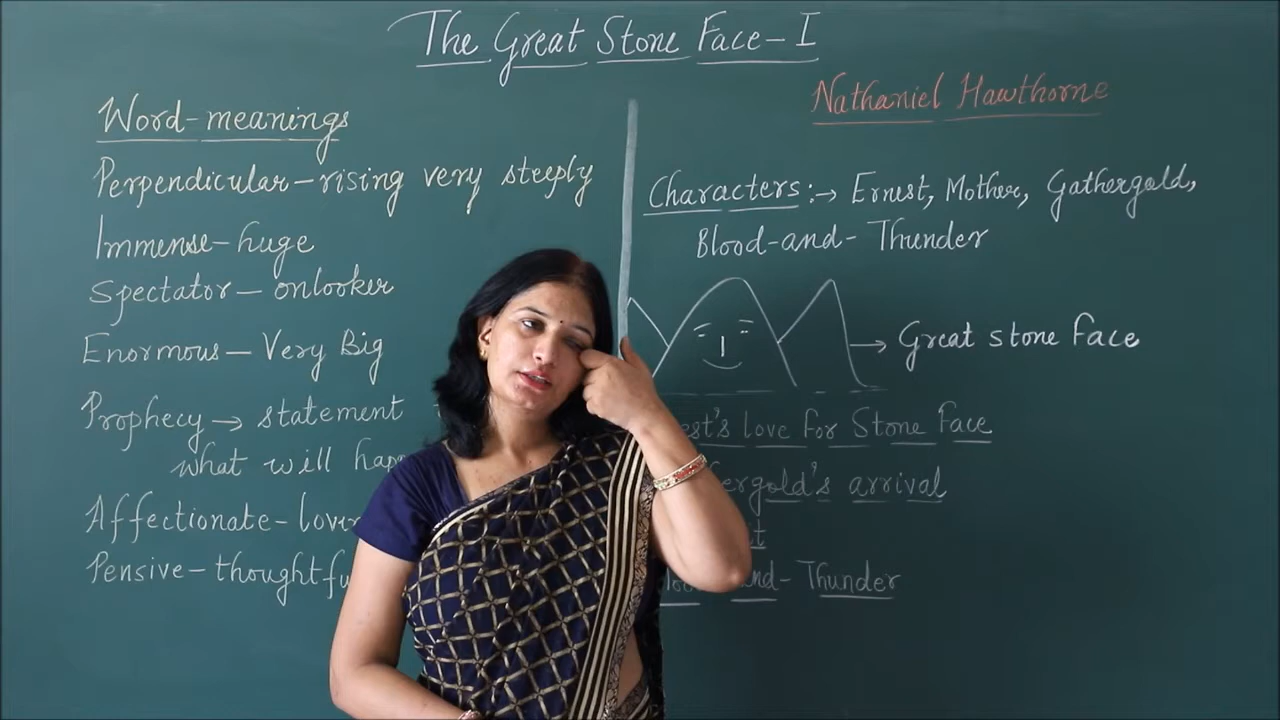 The Great Stone Face-I
Nathaniel Hawthorne
Word-meanings
Perpendicular-rising very steeply
Immense-huge
Spectator-onlooker
Enormous-Very Big
Prophecy→statement
what will
Affectionate-
Pensive-
Characters:→ Ernest, Mother, Gathergold,
Blood-and-Thunder
→ Great stone face
love for Stone Face
arrival
Thunder